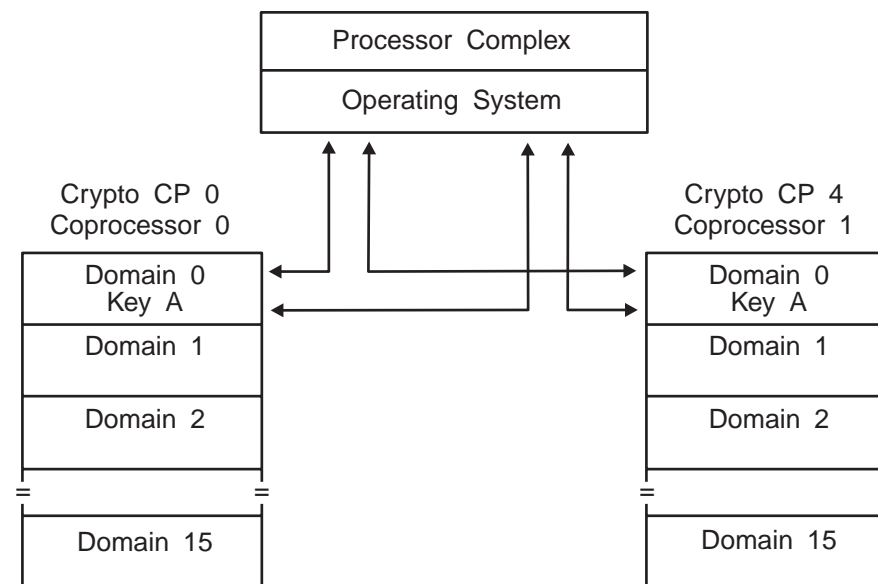 Processor Complex
Operating System
Crypto CP 0
Coprocessor 0
Domain 0
Key A
Domain 1
Domain 2
=
=
Domain 15
Crypto CP 4
Coprocessor 1
Domain 0
Key A
Domain 1
Domain 2
=
Domain 15